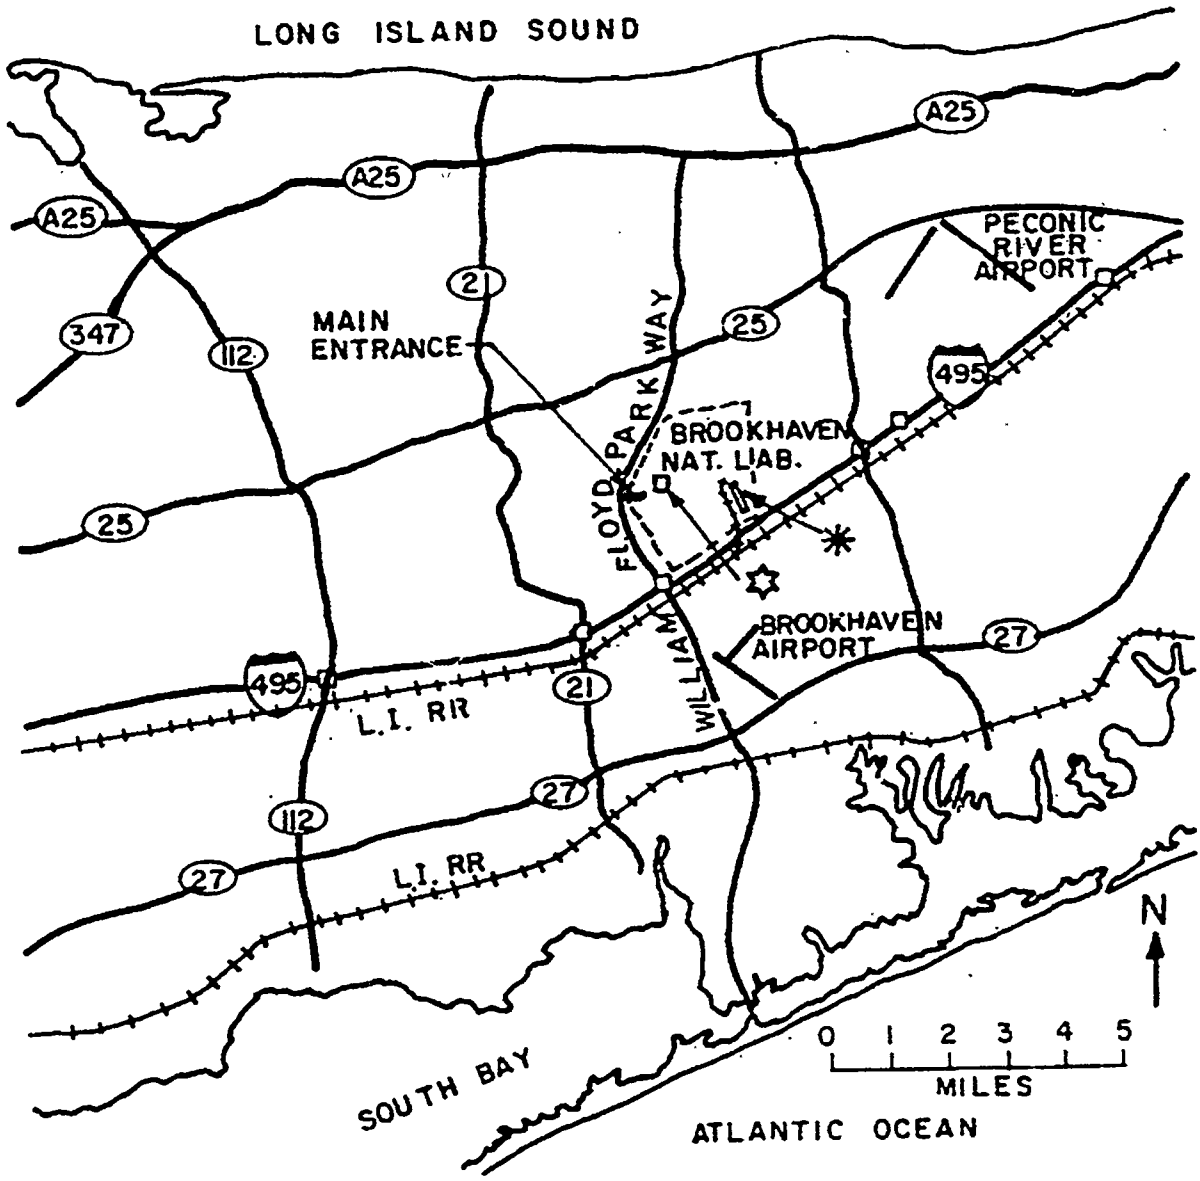 LONG ISLAND SOUND
A25
A25
A25
PECONIC
RIVER
AIRPORT
21
MAIN
ENTRANCE
347
112
25
495
WILLIAM FLOYD PARKWAY
BROOKHAVEN
NAT. LAB.
25
BROOKHAVEN
AIRPORT
27
495
L.I. RR
21
27
112
27
L.I. RR
N
0 1 2 3 4 5
MILES
SOUTH BAY
ATLANTIC OCEAN